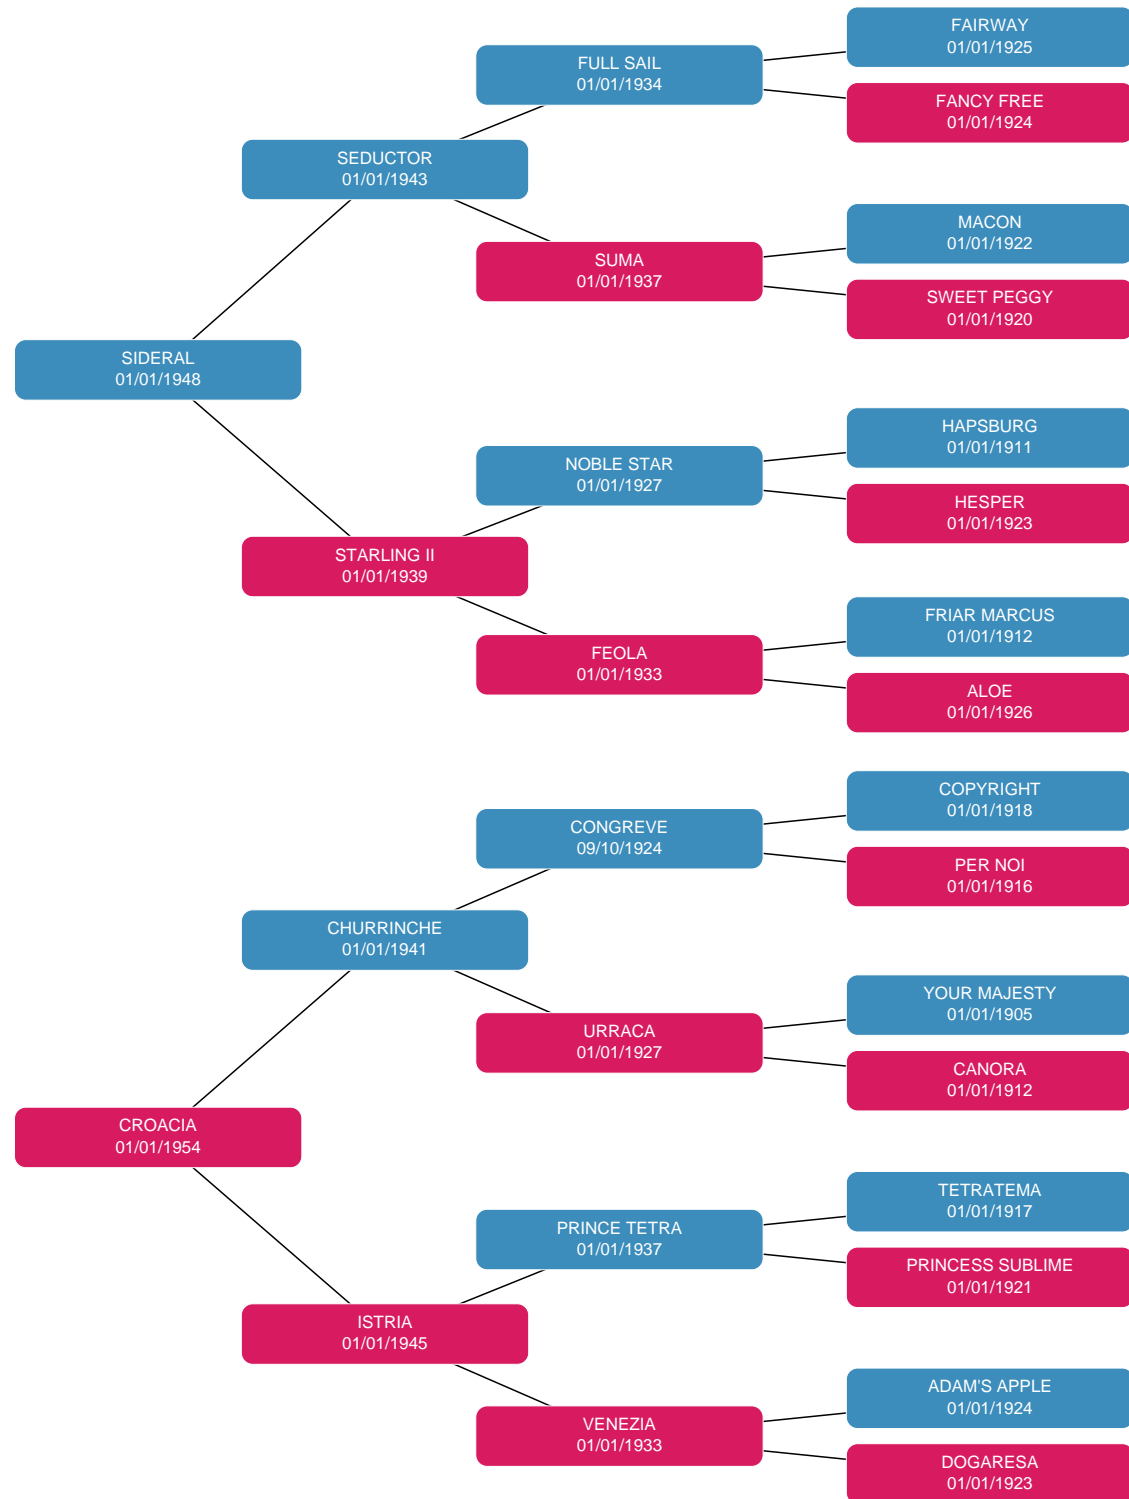 FAIRWAY
01/01/1925
FULL SAIL
01/01/1934
FANCY FREE
01/01/1924
SEDUCTOR
01/01/1943
MACON
01/01/1922
SUMA
01/01/1937
SWEET PEGGY
01/01/1920
SIDERAL
01/01/1948
HAPSBURG
01/01/1911
NOBLE STAR
01/01/1927
HESPER
01/01/1923
STARLING II
01/01/1939
FRIAR MARCUS
01/01/1912
FEOLA
01/01/1933
ALOE
01/01/1926
COPYRIGHT
01/01/1918
CONGREVE
09/10/1924
PER NOI
01/01/1916
CHURRINCHE
01/01/1941
YOUR MAJESTY
01/01/1905
URRACA
01/01/1927
CANORA
01/01/1912
CROACIA
01/01/1954
TETRATEMA
01/01/1917
PRINCE TETRA
01/01/1937
PRINCESS SUBLIME
01/01/1921
ISTRIA
01/01/1945
ADAM'S APPLE
01/01/1924
VENEZIA
01/01/1933
DOGARESA
01/01/1923